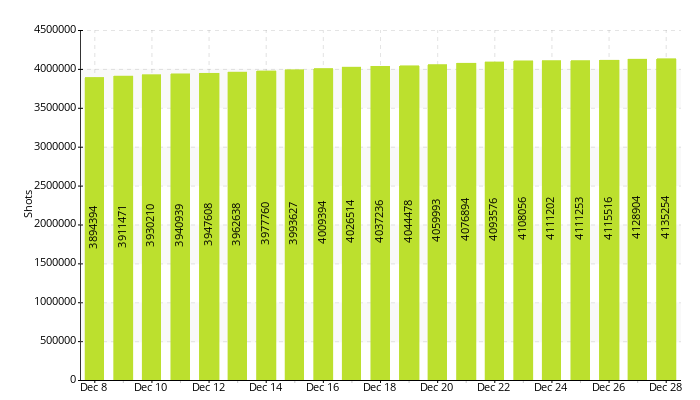 4500000
4000000
3500000
3000000
2500000
2000000
1500000
1000000
500000
0
Shots
3894394
3911471
3930210
3940939
3947608
3962638
3977760
3993627
4009394
4026514
4037236
4044478
4059993
4076894
4093576
4108056
4111202
4111253
4115516
4128904
4135254
Dec 8
Dec 10
Dec 12
Dec 14
Dec 16
Dec 18
Dec 20
Dec 22
Dec 24
Dec 26
Dec 28